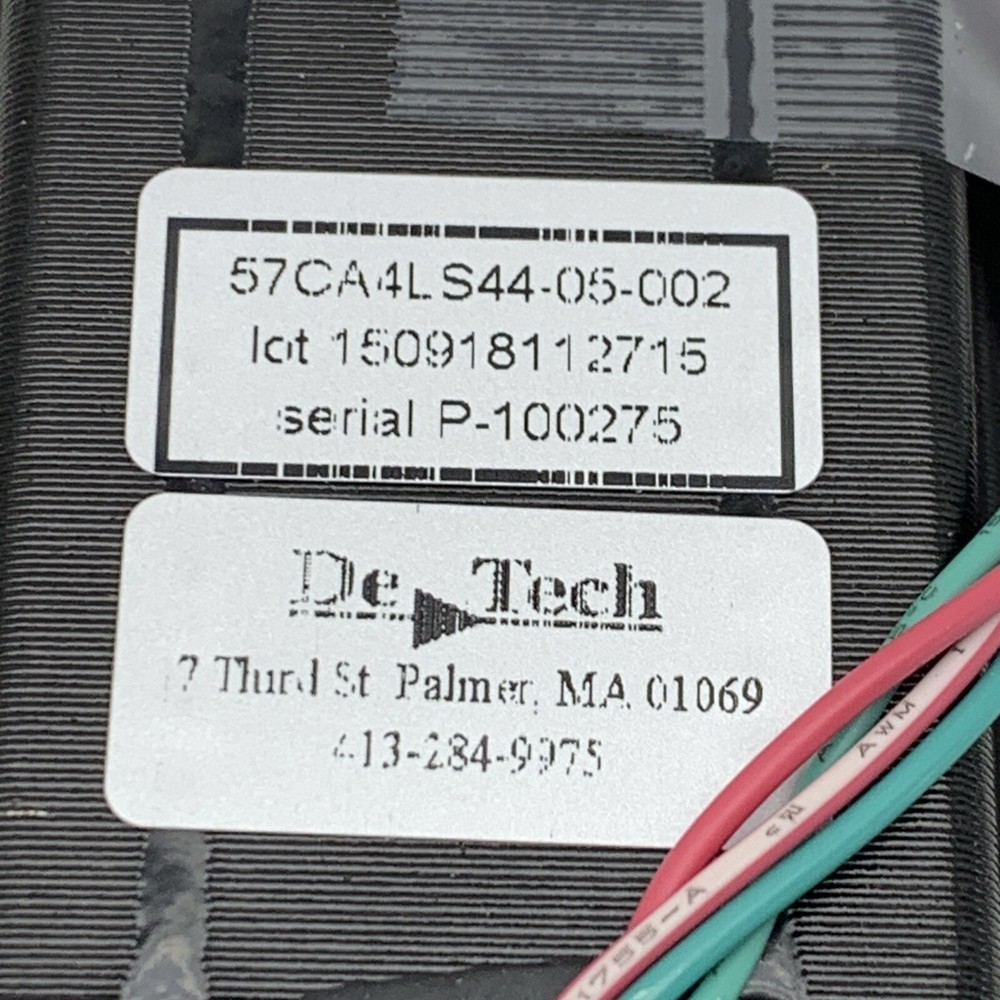 57CA4LS44-05-002
lot 150918112715
serial P-100275
De Tech
7 Third St Palmer, MA 01069
413-284-9975
AWM
1755-A